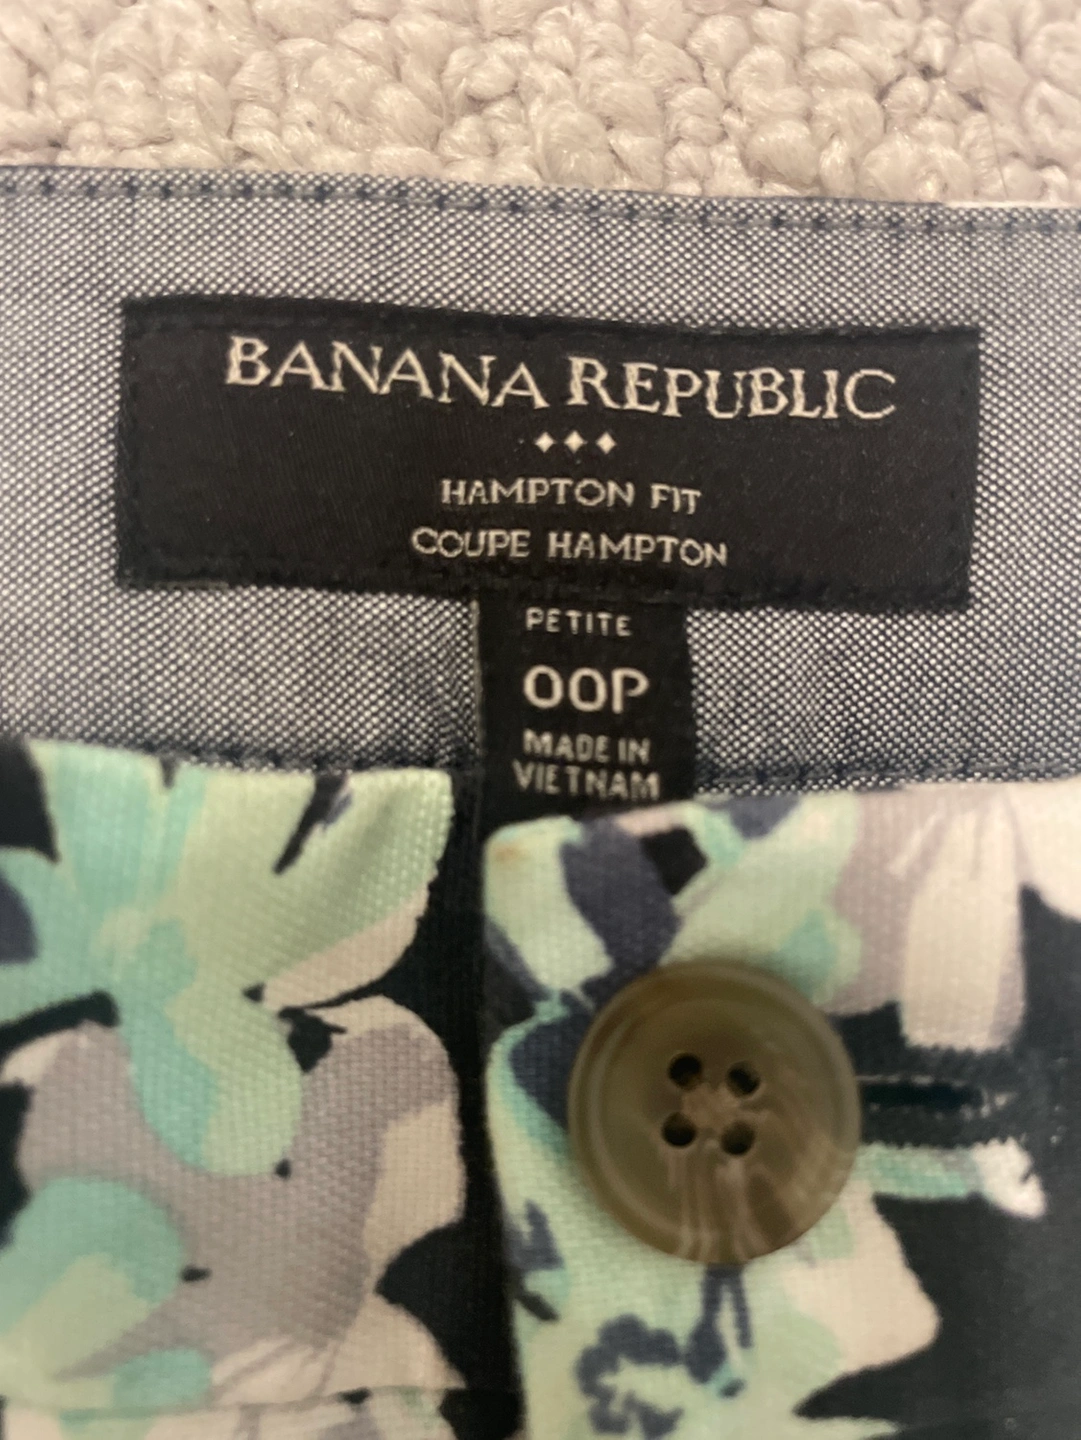 BANANA REPUBLIC
HAMPTON FIT
COUPE HAMPTON
PETITE
00P
MADE IN
VIETNAM